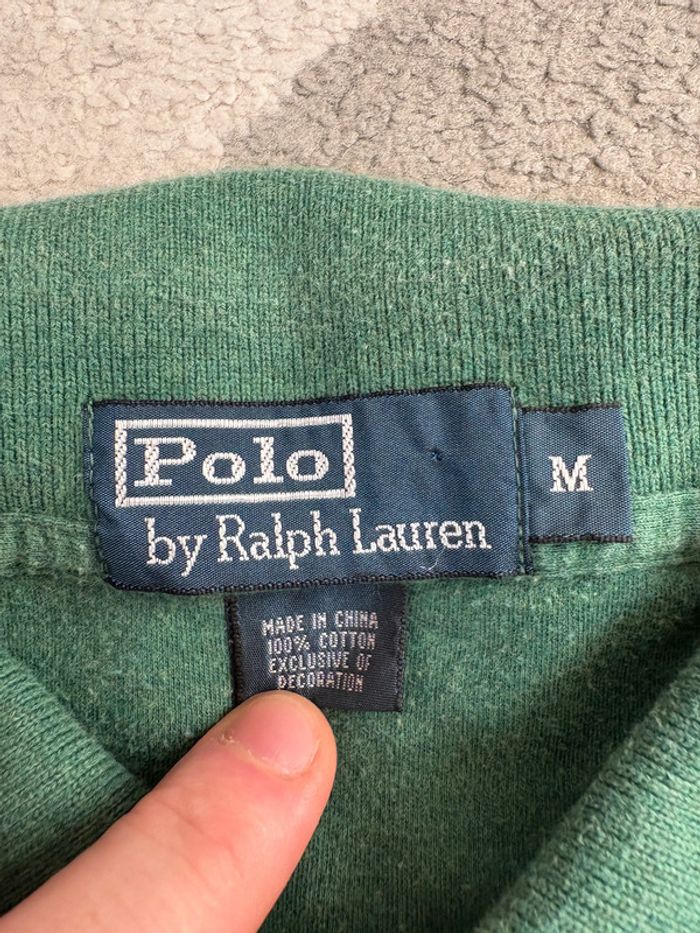 Polo
by Ralph Lauren
M
MADE IN CHINA
100% COTTON
EXCLUSIVE OF
DECORATION